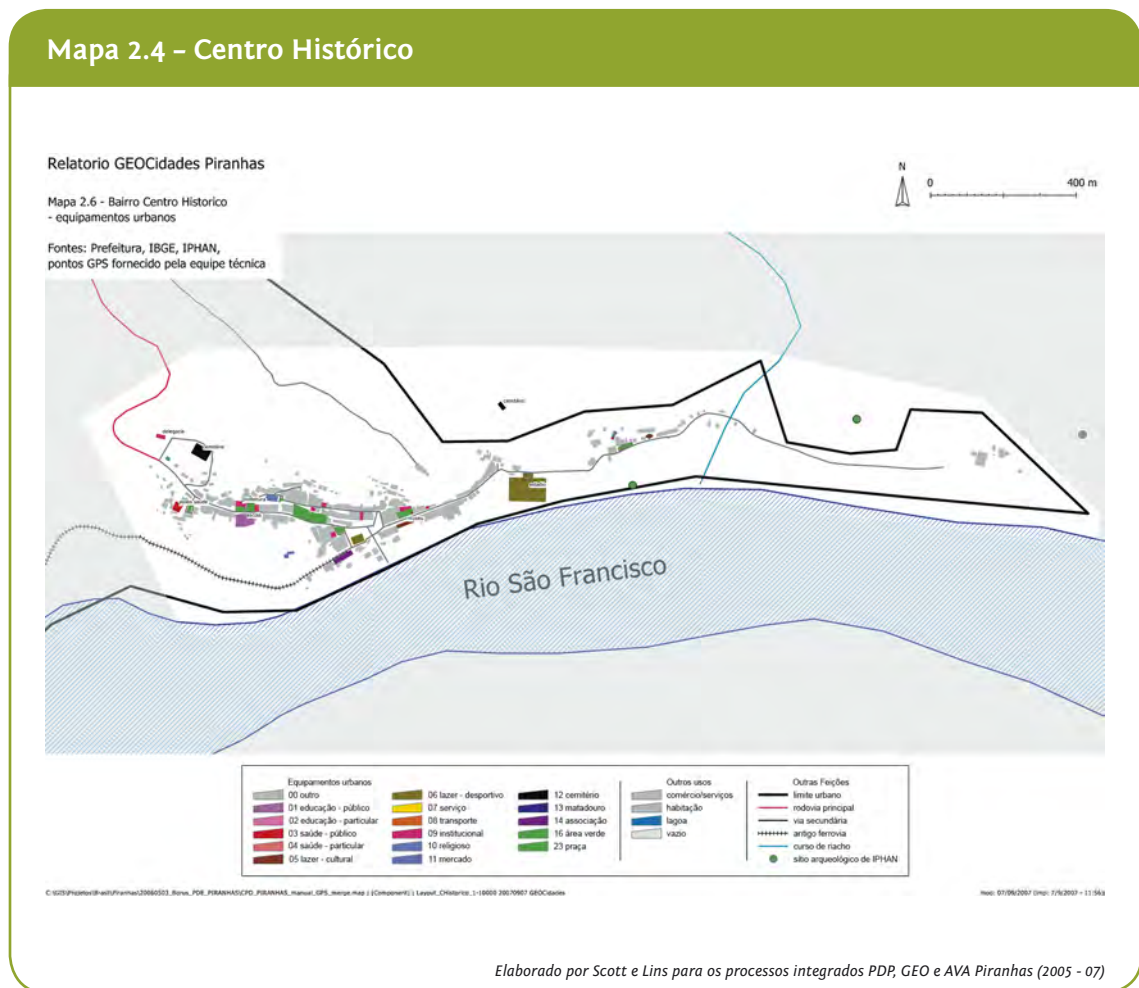 Mapa 2.4 – Centro Histórico
Relatorio GEOCidades Piranhas
Mapa 2.6 - Bairro Centro Historico
- equipamentos urbanos
Fontes: Prefeitura, IBGE, IPHAN,
pontos GPS fornecido pela equipe técnica
N
0 400 m
cemitério
delegacia
Rio São Francisco
Equipamentos urbanos
00 outro
01 educação - público
02 educação - particular
03 saúde - público
04 saúde - particular
05 lazer - cultural
06 lazer - desportivo
07 serviço
08 transporte
09 institucional
10 religioso
11 mercado
12 cemitério
13 matadouro
14 associação
16 área verde
23 praça
Outros usos
comércio/serviços
habitação
lagoa
vazio
Outras Feições
limite urbano
rodovia principal
via secundária
antigo ferrovia
curso de riacho
sítio arqueológico de IPHAN
Elaborado por Scott e Lins para os processos integrados PDP, GEO e AVA Piranhas (2005 - 07)